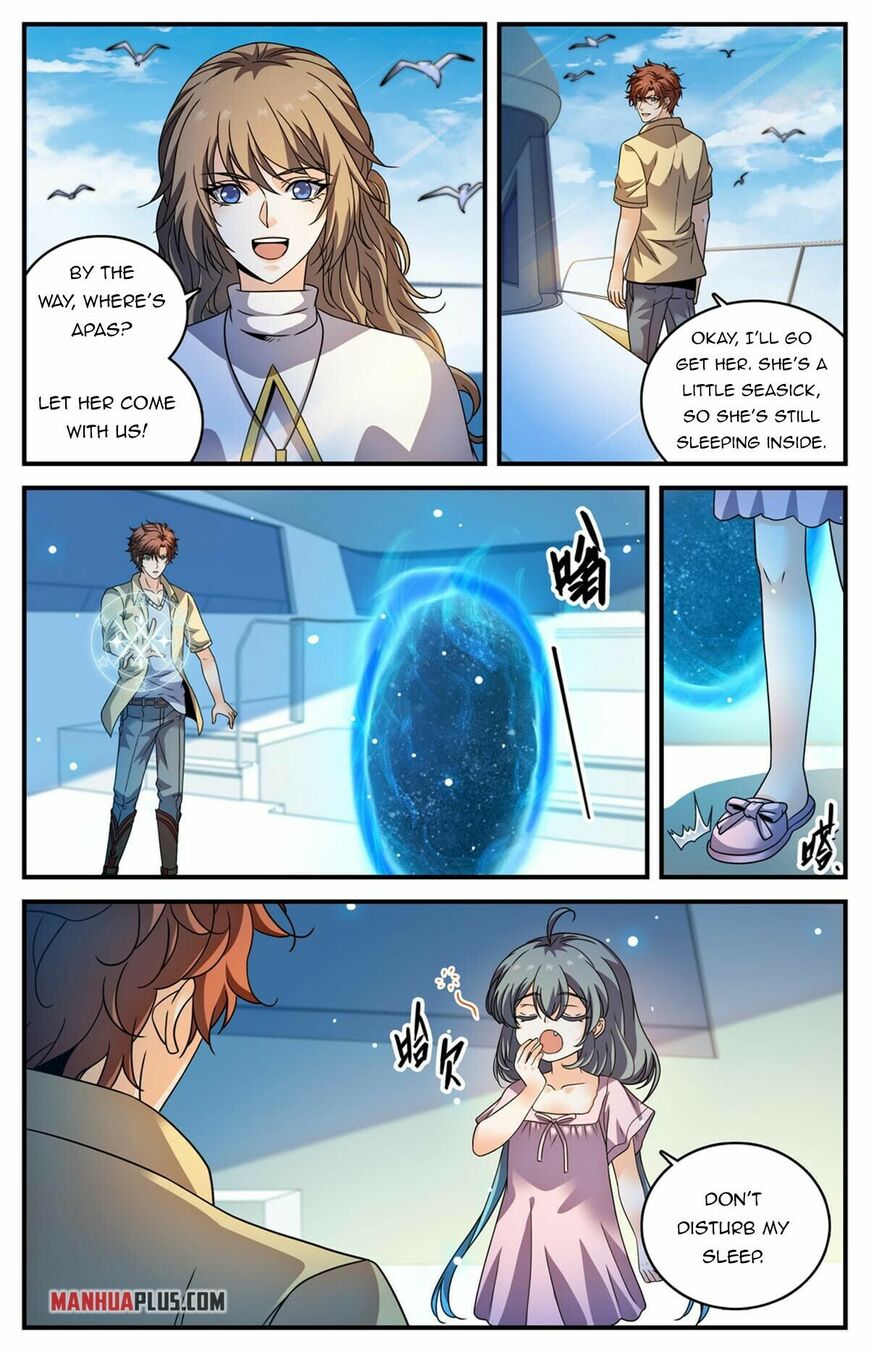 BY THE
WAY, WHERE'S
APAS?
LET HER COME
WITH US!
OKAY, I'LL GO
GET HER. SHE'S A
LITTLE SEASICK,
SO SHE'S STILL
SLEEPING INSIDE.
嗡
嗒
哈
欠
DON'T
DISTURB MY
SLEEP.
MANHUAPLUS.COM